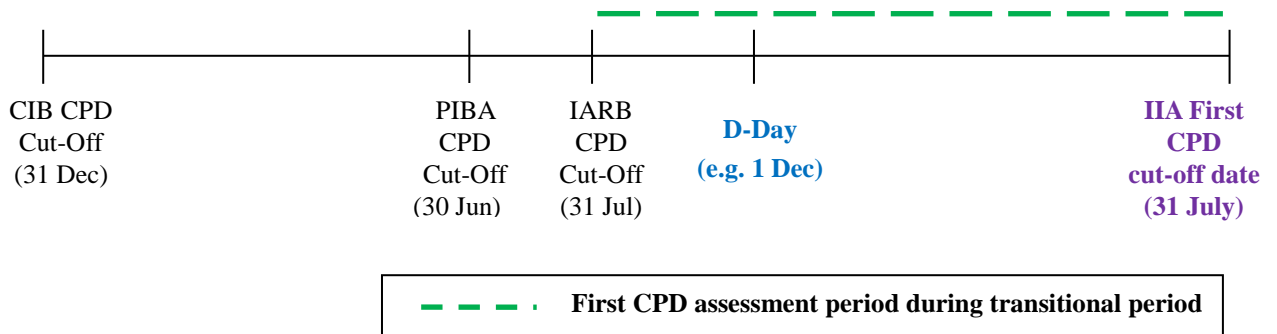 CIB CPD
Cut-Off
(31 Dec)
PIBA
CPD
Cut-Off
(30 Jun)
IARB
CPD
Cut-Off
(31 Jul)
D-Day
(e.g. 1 Dec)
IIA First
CPD
cut-off date
(31 July)
First CPD assessment period during transitional period